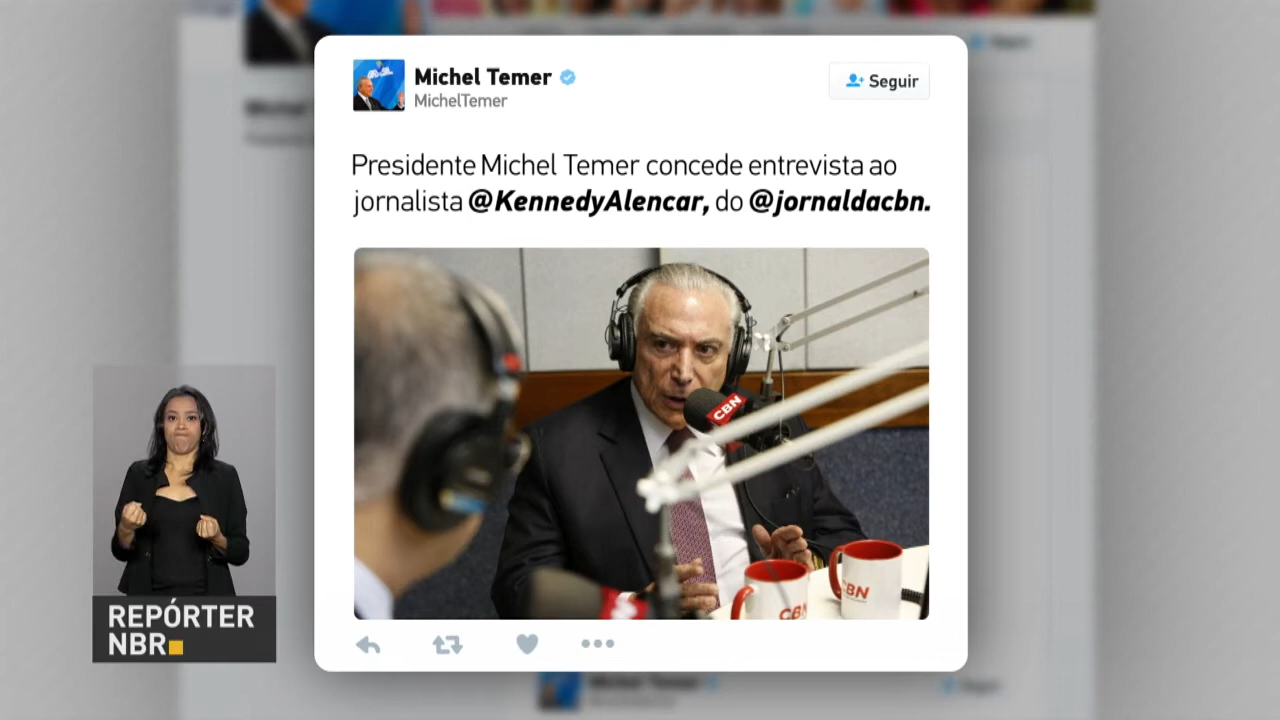 Michel Temer
MichelTemer
Seguir
Presidente Michel Temer concede entrevista ao
jornalista @KennedyAlencar, do @jornaldacbn.
CBN
CBN
CBN
REPÓRTER
NBR